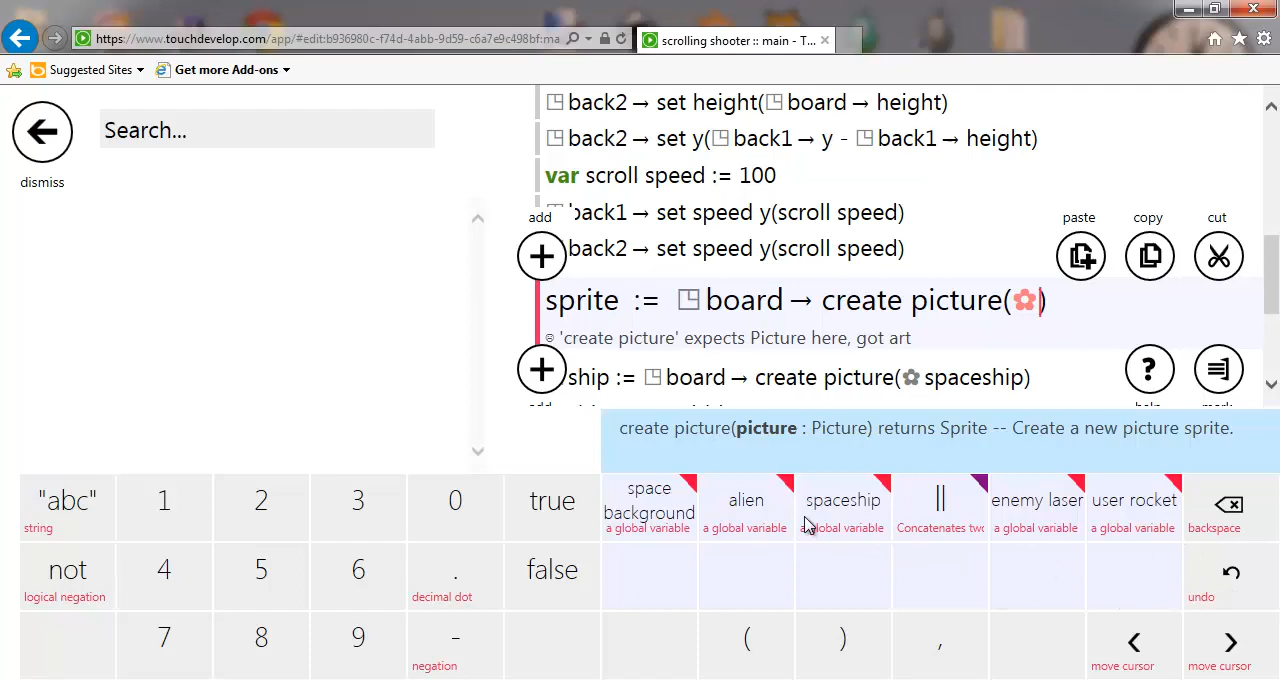 https://www.touchdevelop.com/app/#edit:b936980c-f74d-4abb-9d59-c6a7e9c498bf:ma
scrolling shooter :: main - T...
Suggested Sites
Get more Add-ons
Search...
dismiss
back2 → set height(board → height)
back2 → set y(back1 → y - back1 → height)
var scroll speed := 100
back1 → set speed y(scroll speed)
back2 → set speed y(scroll speed)
add
paste
copy
cut
sprite := board → create picture()
'create picture' expects Picture here, got art
ship := board → create picture(spaceship)
create picture(picture : Picture) returns Sprite -- Create a new picture sprite.
"abc"
string
1
2
3
0
true
space background
a global variable
alien
a global variable
spaceship
a global variable
||
Concatenates two
enemy laser
a global variable
user rocket
a global variable
backspace
not
logical negation
4
5
6
.
decimal dot
false
undo
7
8
9
-
negation
(
)
,
move cursor
move cursor